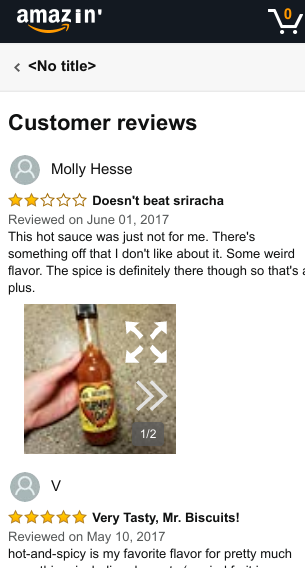 amazin'
0
<No title>
Customer reviews
Molly Hesse
Doesn't beat sriracha
Reviewed on June 01, 2017
This hot sauce was just not for me. There's
something off that I don't like about it. Some weird
flavor. The spice is definitely there though so that's a
plus.
1/2
V
Very Tasty, Mr. Biscuits!
Reviewed on May 10, 2017
hot-and-spicy is my favorite flavor for pretty much